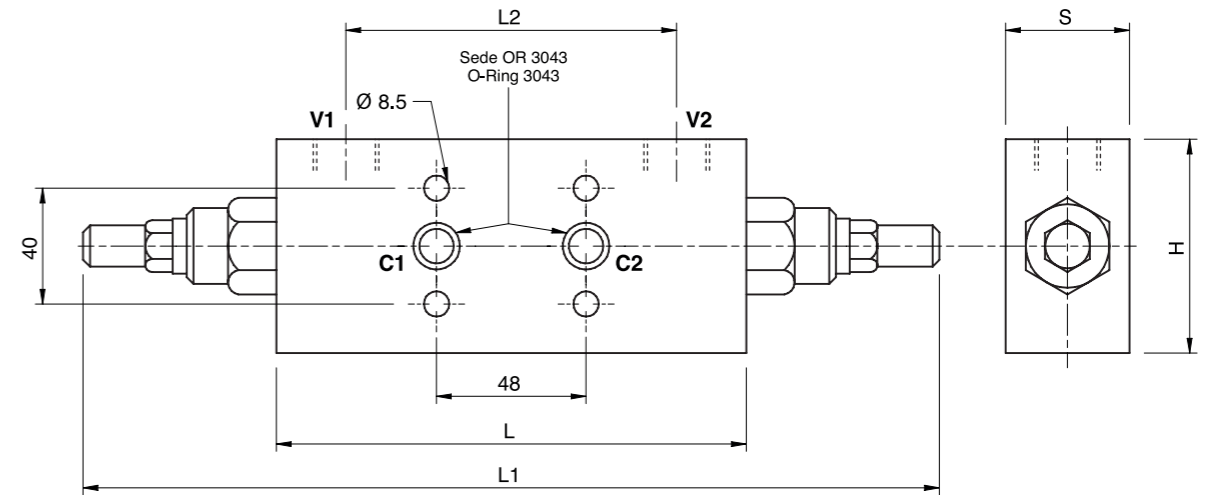 L2
S
Sede OR 3043
O-Ring 3043
Ø 8.5
V1
V2
40
C1
C2
H
48
L
L1